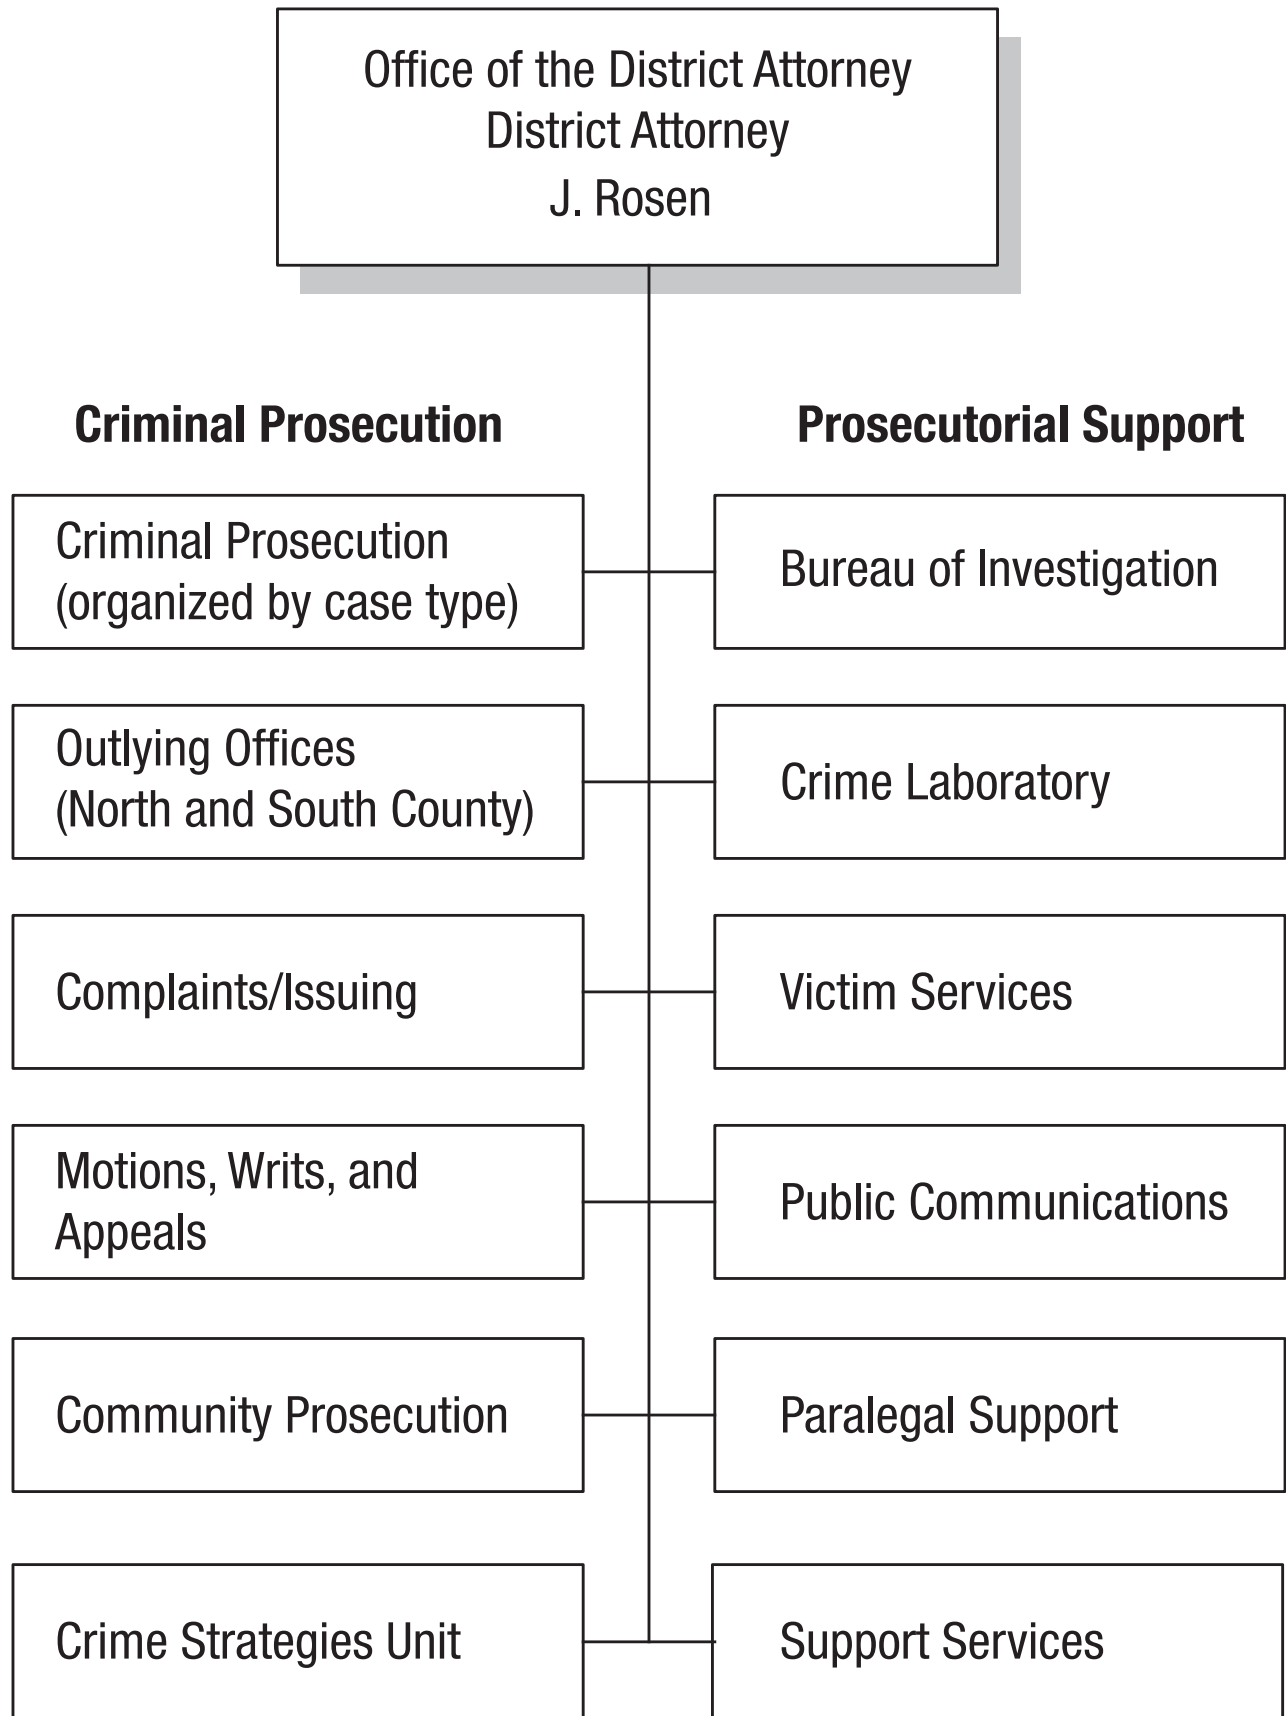 Office of the District Attorney
District Attorney
J. Rosen
Criminal Prosecution
Prosecutorial Support
Criminal Prosecution
(organized by case type)
Bureau of Investigation
Outlying Offices
(North and South County)
Crime Laboratory
Complaints/Issuing
Victim Services
Motions, Writs, and
Appeals
Public Communications
Community Prosecution
Paralegal Support
Crime Strategies Unit
Support Services